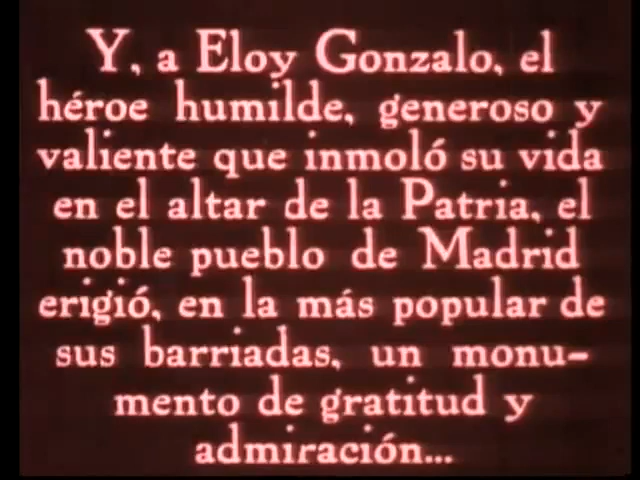 Y, a Eloy Gonzalo, el
héroe humilde, generoso y
valiente que inmoló su vida
en el altar de la Patria, el
noble pueblo de Madrid
erigió, en la más popular de
sus barriadas, un monu-
mento de gratitud y
admiración...